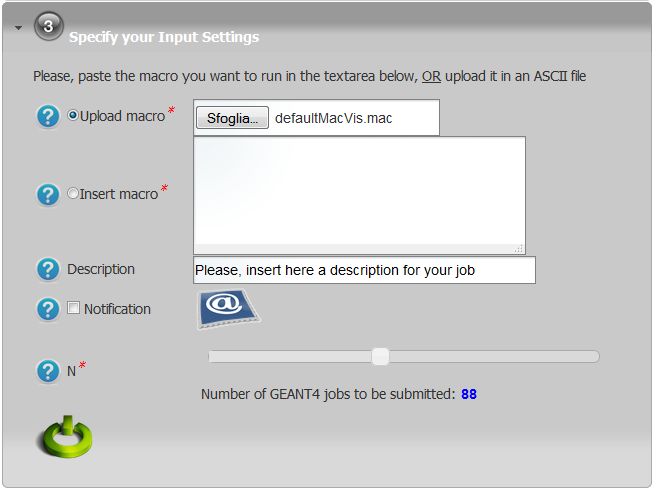 3
Specify your Input Settings
Please, paste the macro you want to run in the textarea below, OR upload it in an ASCII file
? Upload macro * Sfoglia... defaultMacVis.mac
? Insert macro *
? Description Please, insert here a description for your job
? Notification @
? N *
Number of GEANT4 jobs to be submitted: 88